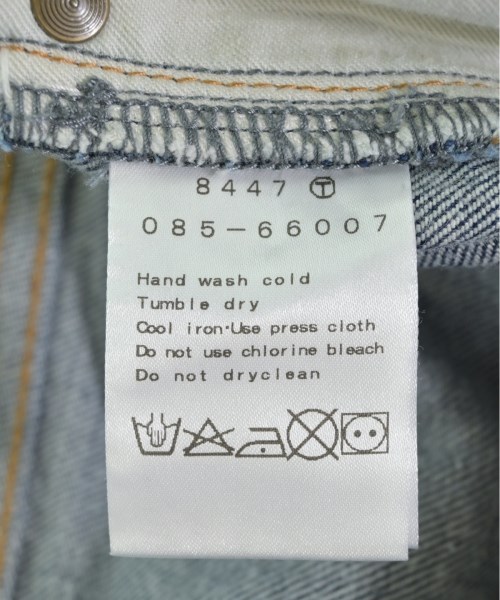 8447 Ⓣ
085-66007
Hand wash cold
Tumble dry
Cool iron·Use press cloth
Do not use chlorine bleach
Do not dryclean